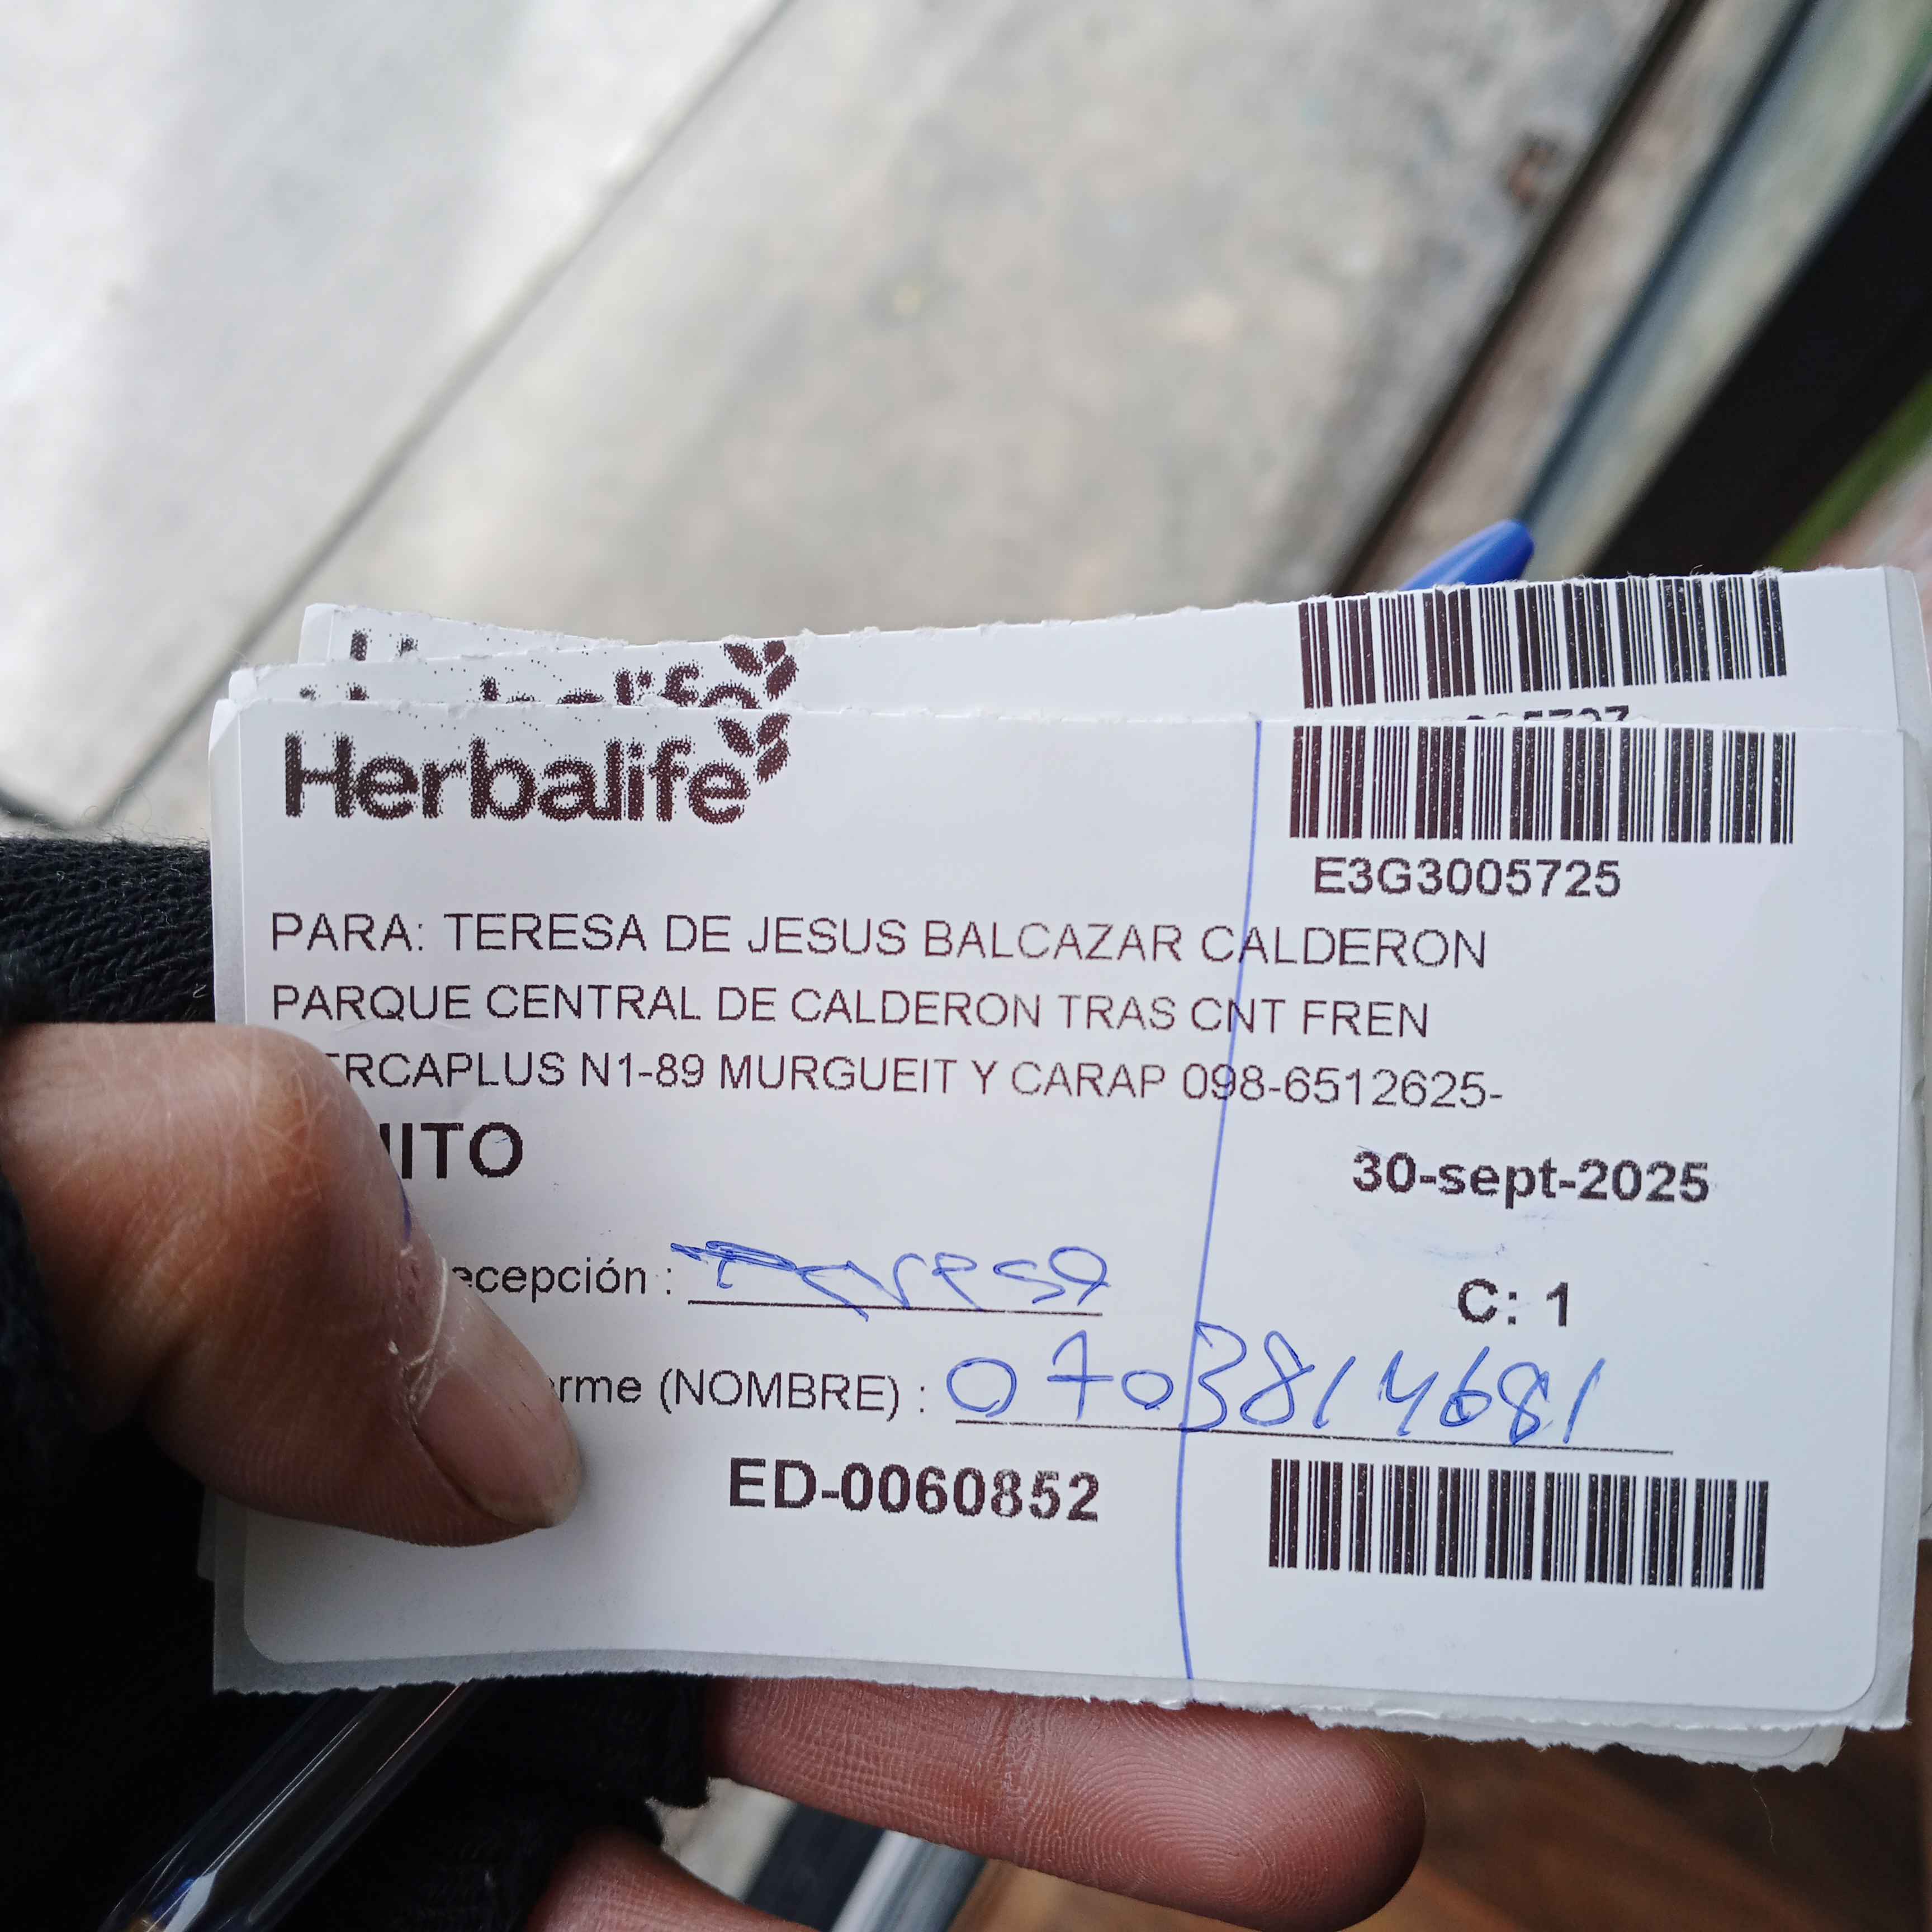 Herbalife
E3G3005725
PARA: TERESA DE JESUS BALCAZAR CALDERON
PARQUE CENTRAL DE CALDERON TRAS CNT FREN
RCAPLUS N1-89 MURGUEIT Y CARAP 098-6512625-
ITO
30-sept-2025
ecepción : Teresa
C: 1
rme (NOMBRE) : 0703814681
ED-0060852